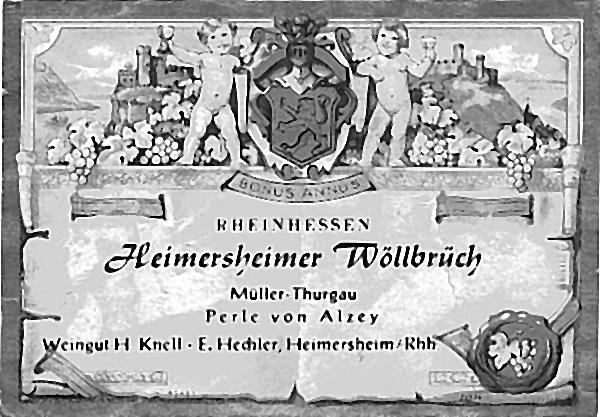 BONUS ANNUS
RHEINHESSEN
Heimersheimer Wöllbrüch
Müller-Thurgau
Perle von Alzey
Weingut H. Knell · E. Hechler, Heimersheim/Rhh.